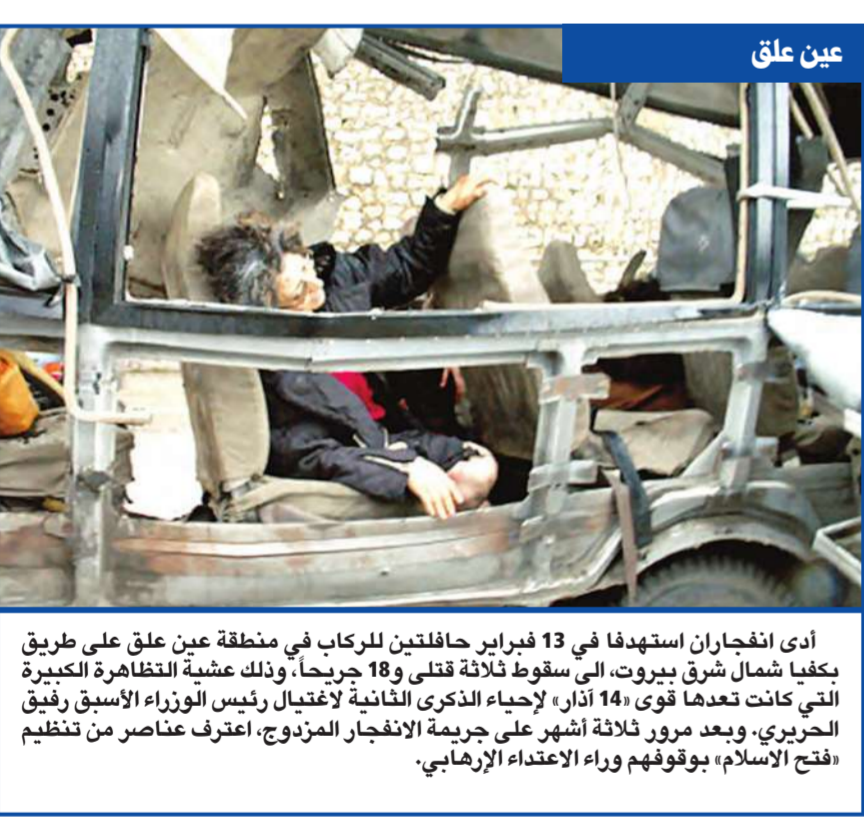 عين علق
أدى انفجاران استهدفا في 13 فبراير حافلتين للركاب في منطقة عين علق على طريق
بكفيا شمال شرق بيروت، الى سقوط ثلاثة قتلى و18 جريحاً، وذلك عشية التظاهرة الكبيرة
التي كانت تعدها قوى «14 آذار» لإحياء الذكرى الثانية لاغتيال رئيس الوزراء الأسبق رفيق
الحريري. وبعد مرور ثلاثة أشهر على جريمة الانفجار المزدوج، اعترف عناصر من تنظيم
«فتح الاسلام» بوقوفهم وراء الاعتداء الإرهابي.